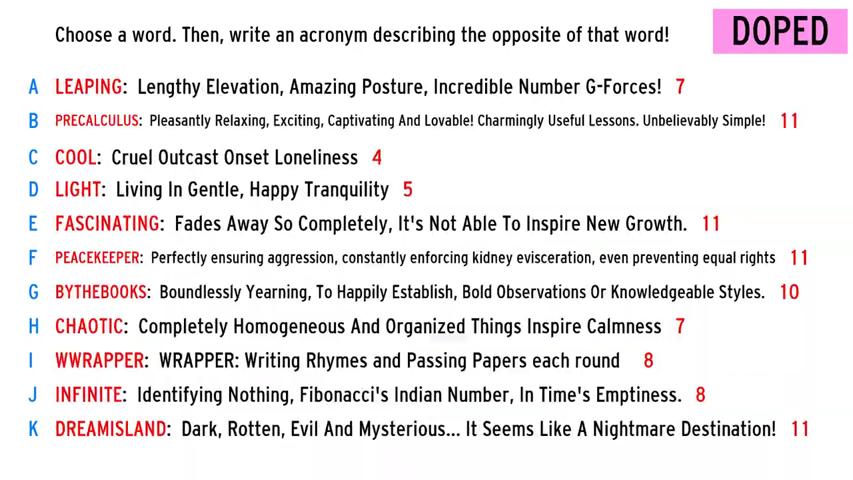 Choose a word. Then, write an acronym describing the opposite of that word!
DOPED
A LEAPING: Lengthy Elevation, Amazing Posture, Incredible Number G-Forces! 7
B PRECALCULUS: Pleasantly Relaxing, Exciting, Captivating And Lovable! Charmingly Useful Lessons. Unbelievably Simple! 11
C COOL: Cruel Outcast Onset Loneliness 4
D LIGHT: Living In Gentle, Happy Tranquility 5
E FASCINATING: Fades Away So Completely, It's Not Able To Inspire New Growth. 11
F PEACEKEEPER: Perfectly ensuring aggression, constantly enforcing kidney evisceration, even preventing equal rights 11
G BYTHEBOOKS: Boundlessly Yearning, To Happily Establish, Bold Observations Or Knowledgeable Styles. 10
H CHAOTIC: Completely Homogeneous And Organized Things Inspire Calmness 7
I WWRAPPER: WRAPPER: Writing Rhymes and Passing Papers each round 8
J INFINITE: Identifying Nothing, Fibonacci's Indian Number, In Time's Emptiness. 8
K DREAMISLAND: Dark, Rotten, Evil And Mysterious... It Seems Like A Nightmare Destination! 11